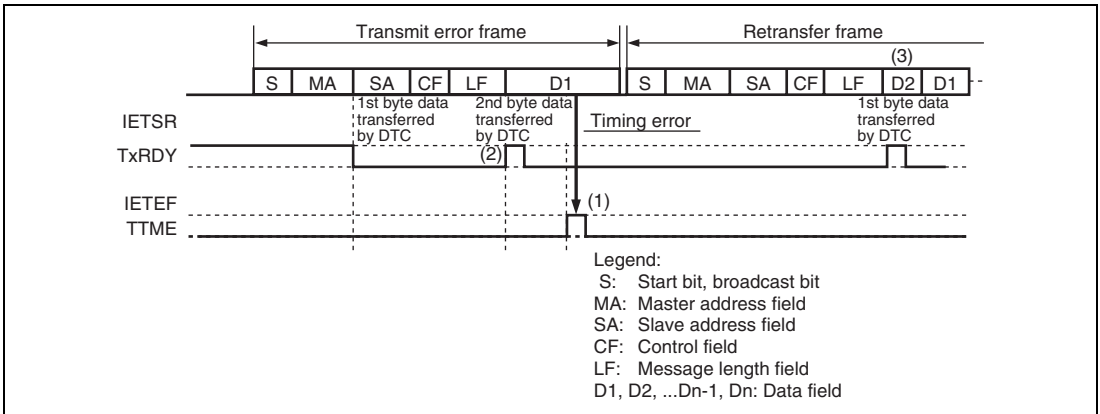 Transmit error frame
Retransfer frame
(3)
S MA SA CF LF D1 S MA SA CF LF D2 D1
1st byte data
transferred
by DTC
2nd byte data
transferred
by DTC
Timing error
1st byte data
transferred
by DTC
IETSR
TxRDY
(2)
IETEF
TTME
(1)
Legend:
S: Start bit, broadcast bit
MA: Master address field
SA: Slave address field
CF: Control field
LF: Message length field
D1, D2, ...Dn-1, Dn: Data field